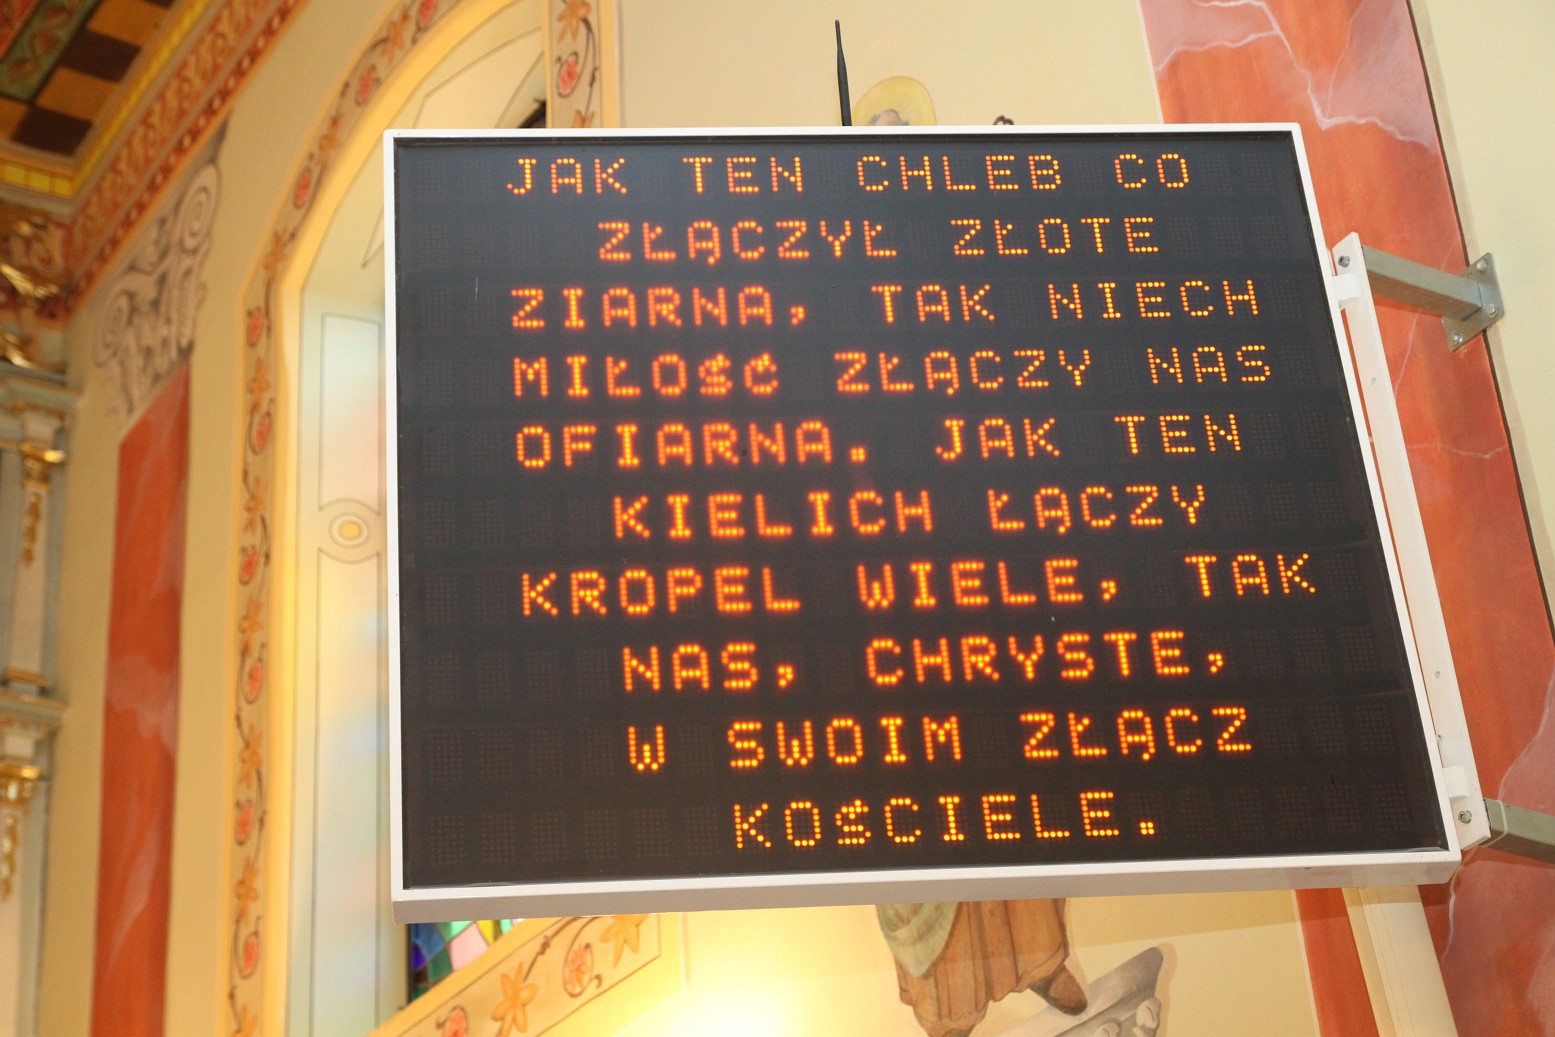 JAK TEN CHLEB CO
ZŁĄCZYŁ ZŁOTE
ZIARNA, TAK NIECH
MIŁOŚĆ ZŁĄCZY NAS
OFIARNA. JAK TEN
KIELICH ŁĄCZY
KROPEL WIELE, TAK
NAS, CHRYSTE,
W SWOIM ZŁĄCZ
KOŚCIELE.